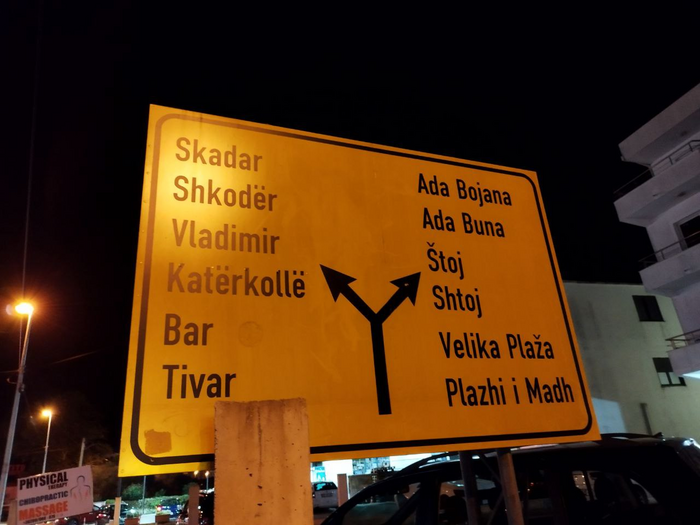 Skadar
Shkodër
Vladimir
Katërkollë
Bar
Tivar
Ada Bojana
Ada Buna
Štoj
Shtoj
Velika Plaža
Plazhi i Madh
PHYSICAL
THERAPY
CHIROPRACTIC
MASSAGE